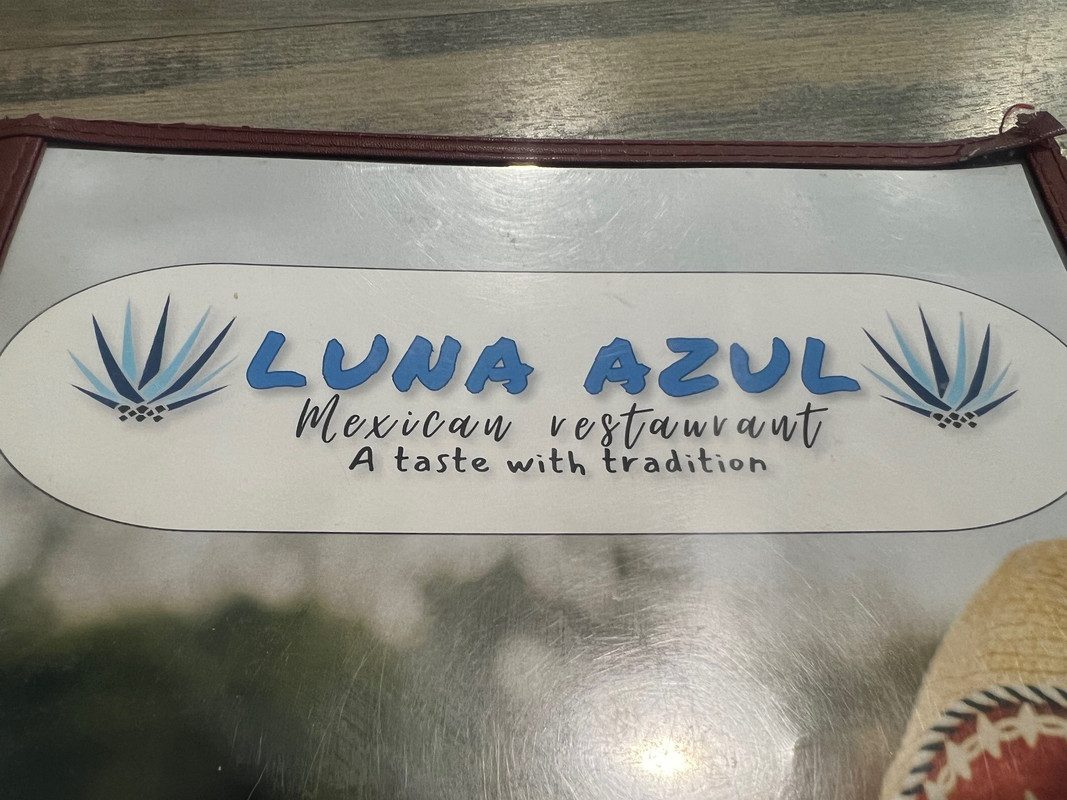 LUNA AZUL
Mexican restaurant
A taste with tradition